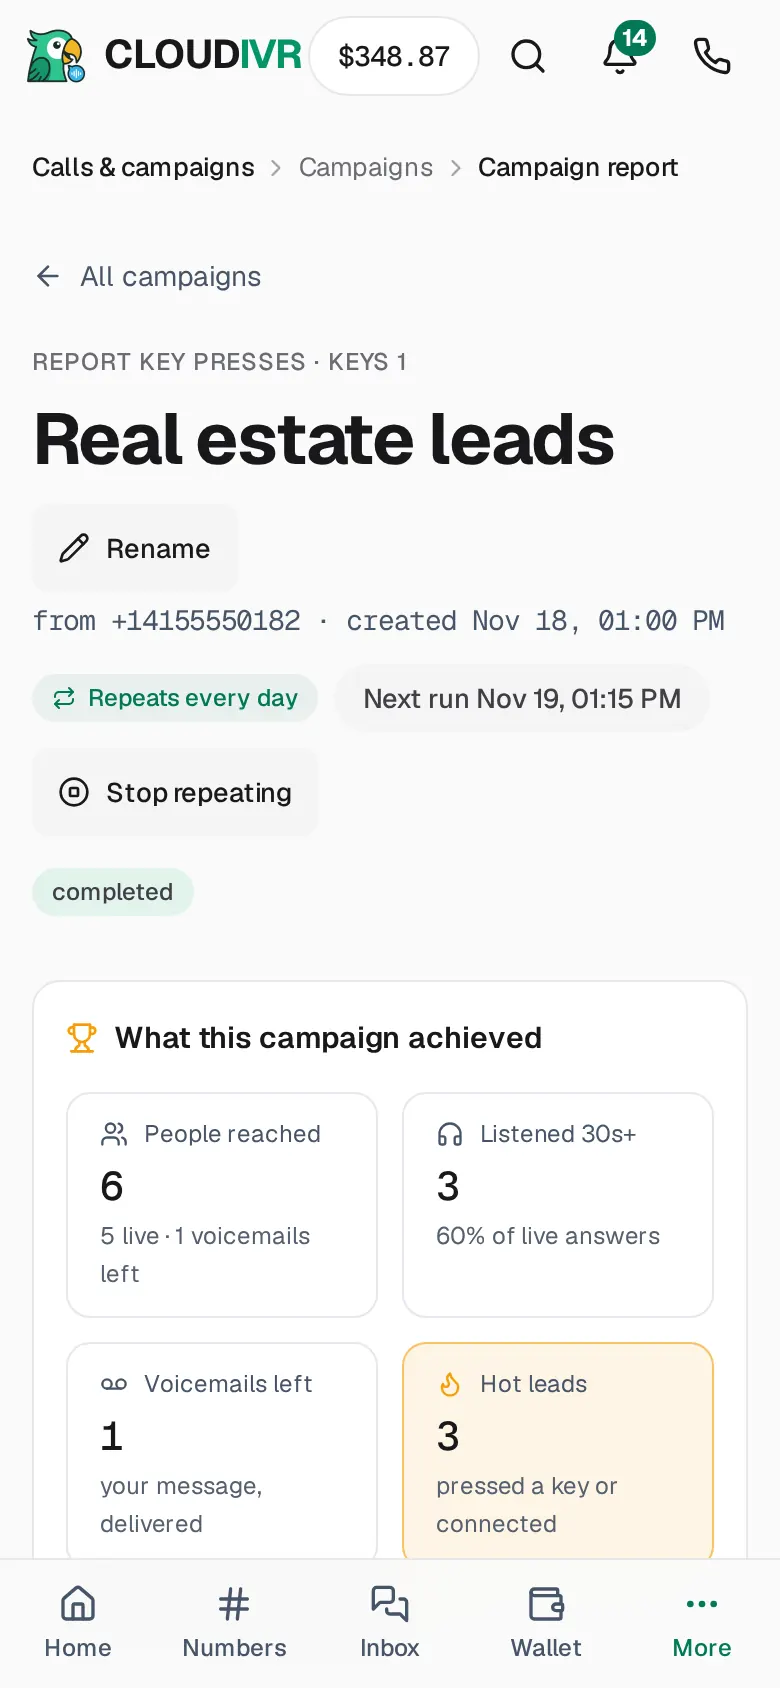 CLOUDIVR $348.87 14
Calls & campaigns > Campaigns > Campaign report
← All campaigns
REPORT KEY PRESSES · KEYS 1
Real estate leads
Rename
from +14155550182 · created Nov 18, 01:00 PM
Repeats every day Next run Nov 19, 01:15 PM
Stop repeating
completed
What this campaign achieved
People reached
6
5 live · 1 voicemails
left
Listened 30s+
3
60% of live answers
Voicemails left
1
your message,
delivered
Hot leads
3
pressed a key or
connected
Home Numbers Inbox Wallet More